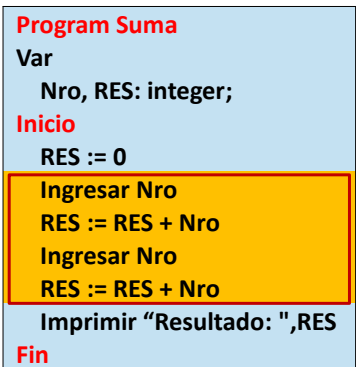 Program Suma
Var
Nro, RES: integer;
Inicio
RES := 0
Ingresar Nro
RES := RES + Nro
Ingresar Nro
RES := RES + Nro
Imprimir “Resultado: ",RES
Fin